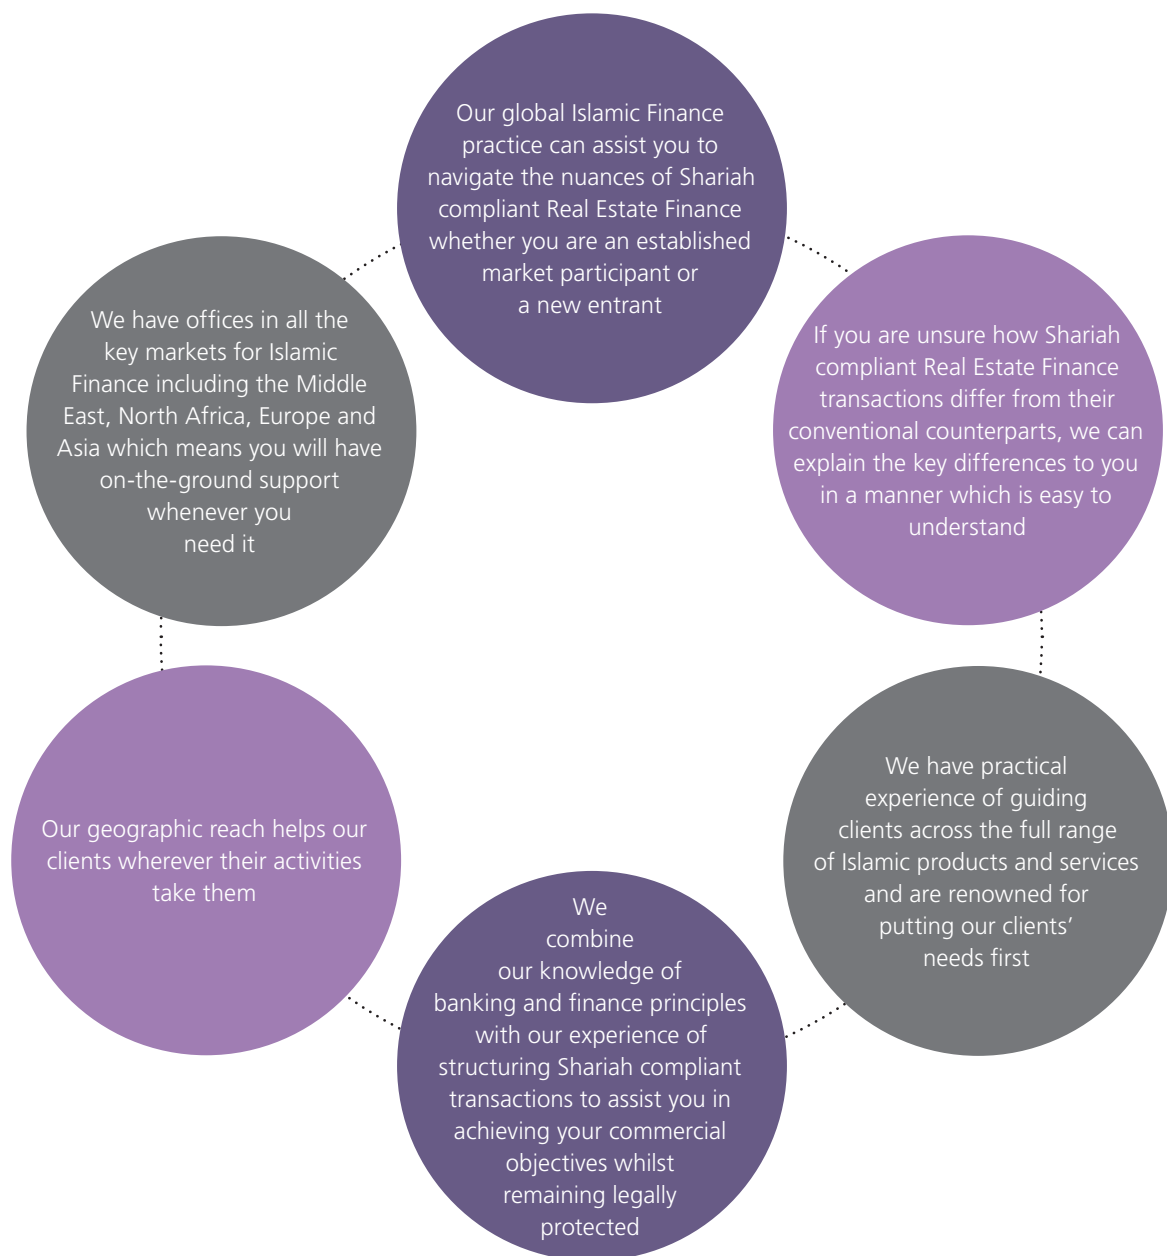 Our global Islamic Finance
practice can assist you to
navigate the nuances of Shariah
compliant Real Estate Finance
whether you are an established
market participant or
a new entrant
If you are unsure how Shariah
compliant Real Estate Finance
transactions differ from their
conventional counterparts, we can
explain the key differences to you
in a manner which is easy to
understand
We have practical
experience of guiding
clients across the full range
of Islamic products and services
and are renowned for
putting our clients’
needs first
We
combine
our knowledge of
banking and finance principles
with our experience of
structuring Shariah compliant
transactions to assist you in
achieving your commercial
objectives whilst
remaining legally
protected
Our geographic reach helps our
clients wherever their activities
take them
We have offices in all the
key markets for Islamic
Finance including the Middle
East, North Africa, Europe and
Asia which means you will have
on-the-ground support
whenever you
need it